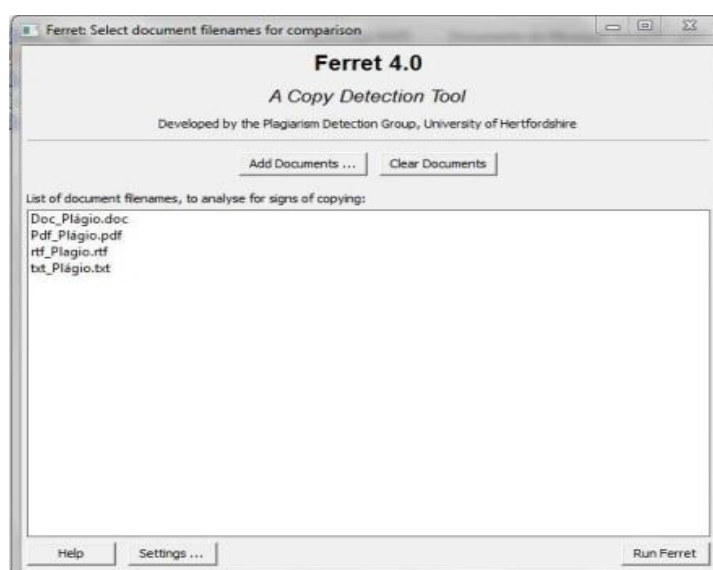 Ferret: Select document filenames for comparison
Ferret 4.0
A Copy Detection Tool
Developed by the Plagiarism Detection Group, University of Hertfordshire
Add Documents ... Clear Documents
List of document filenames, to analyse for signs of copying:
Doc_Plágio.doc
Pdf_Plágio.pdf
rtf_Plagio.rtf
txt_Plágio.txt
Help Settings ... Run Ferret